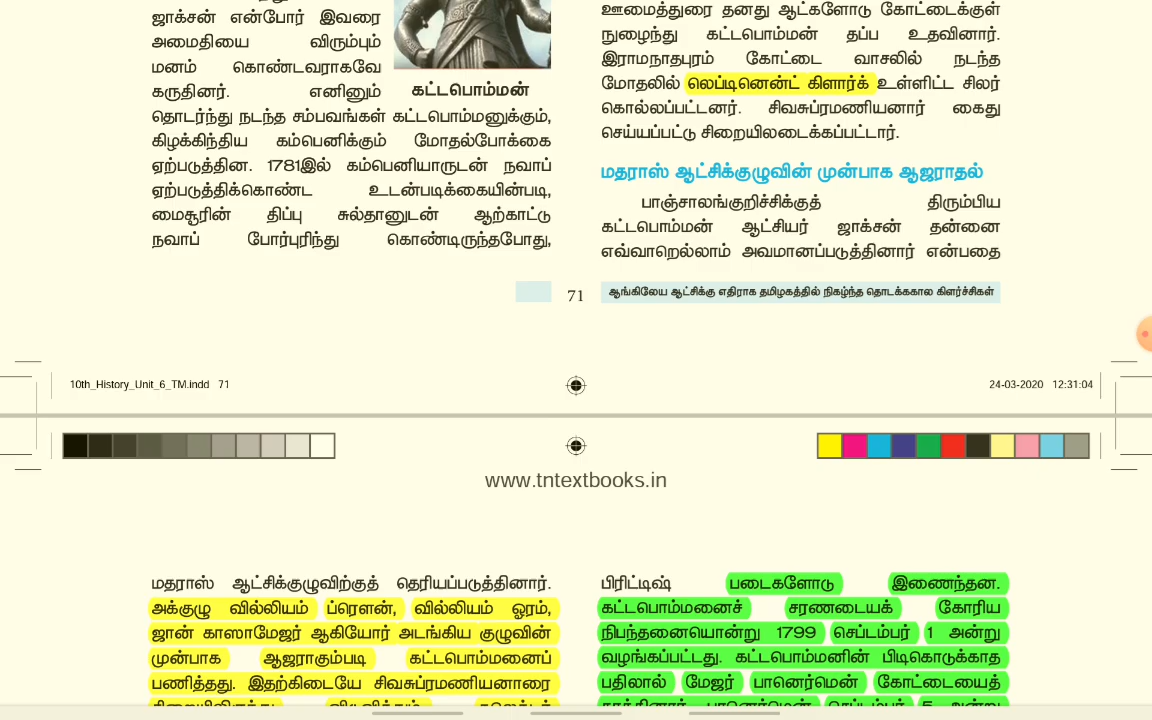 ஜாக்சன் என்போர் இவரை
அமைதியை விரும்பும்
மனம் கொண்டவராகவே
கருதினர். எனினும்
கட்டபொம்மன்
தொடர்ந்து நடந்த சம்பவங்கள் கட்டபொம்மனுக்கும்,
கிழக்கிந்திய கம்பெனிக்கும் மோதல்போக்கை
ஏற்படுத்தின. 1781இல் கம்பெனியாருடன் நவாப்
ஏற்படுத்திக்கொண்ட உடன்படிக்கையின்படி,
மைசூரின் திப்பு சுல்தானுடன் ஆற்காட்டு
நவாப் போர்புரிந்து கொண்டிருந்தபோது,
ஊமைத்துரை தனது ஆட்களோடு கோட்டைக்குள்
நுழைந்து கட்டபொம்மன் தப்ப உதவினார்.
இராமநாதபுரம் கோட்டை வாசலில் நடந்த
மோதலில் லெப்டினென்ட் கிளார்க் உள்ளிட்ட சிலர்
கொல்லப்பட்டனர். சிவசுப்ரமணியனார் கைது
செய்யப்பட்டு சிறையிலடைக்கப்பட்டார்.
மதராஸ் ஆட்சிக்குழுவின் முன்பாக ஆஜராதல்
பாஞ்சாலங்குறிச்சிக்குத் திரும்பிய
கட்டபொம்மன் ஆட்சியர் ஜாக்சன் தன்னை
எவ்வாறெல்லாம் அவமானப்படுத்தினார் என்பதை
71 ஆங்கிலேய ஆட்சிக்கு எதிராக தமிழகத்தில் நிகழ்ந்த தொடக்ககால கிளர்ச்சிகள்
10th_History_Unit_6_TM.indd 71
24-03-2020 12:31:04
www.tntextbooks.in
மதராஸ் ஆட்சிக்குழுவிற்குத் தெரியப்படுத்தினார்.
அக்குழு வில்லியம் ப்ரௌன், வில்லியம் ஓரம்,
ஜான் காஸாமேஜர் ஆகியோர் அடங்கிய குழுவின்
முன்பாக ஆஜராகும்படி கட்டபொம்மனைப்
பணித்தது. இதற்கிடையே சிவசுப்ரமணியனாரை
பிரிட்டிஷ் படைகளோடு இணைந்தன.
கட்டபொம்மனைச் சரணடையக் கோரிய
நிபந்தனையொன்று 1799 செப்டம்பர் 1 அன்று
வழங்கப்பட்டது. கட்டபொம்மனின் பிடிகொடுக்காத
பதிலால் மேஜர் பானெர்மென் கோட்டையைத்